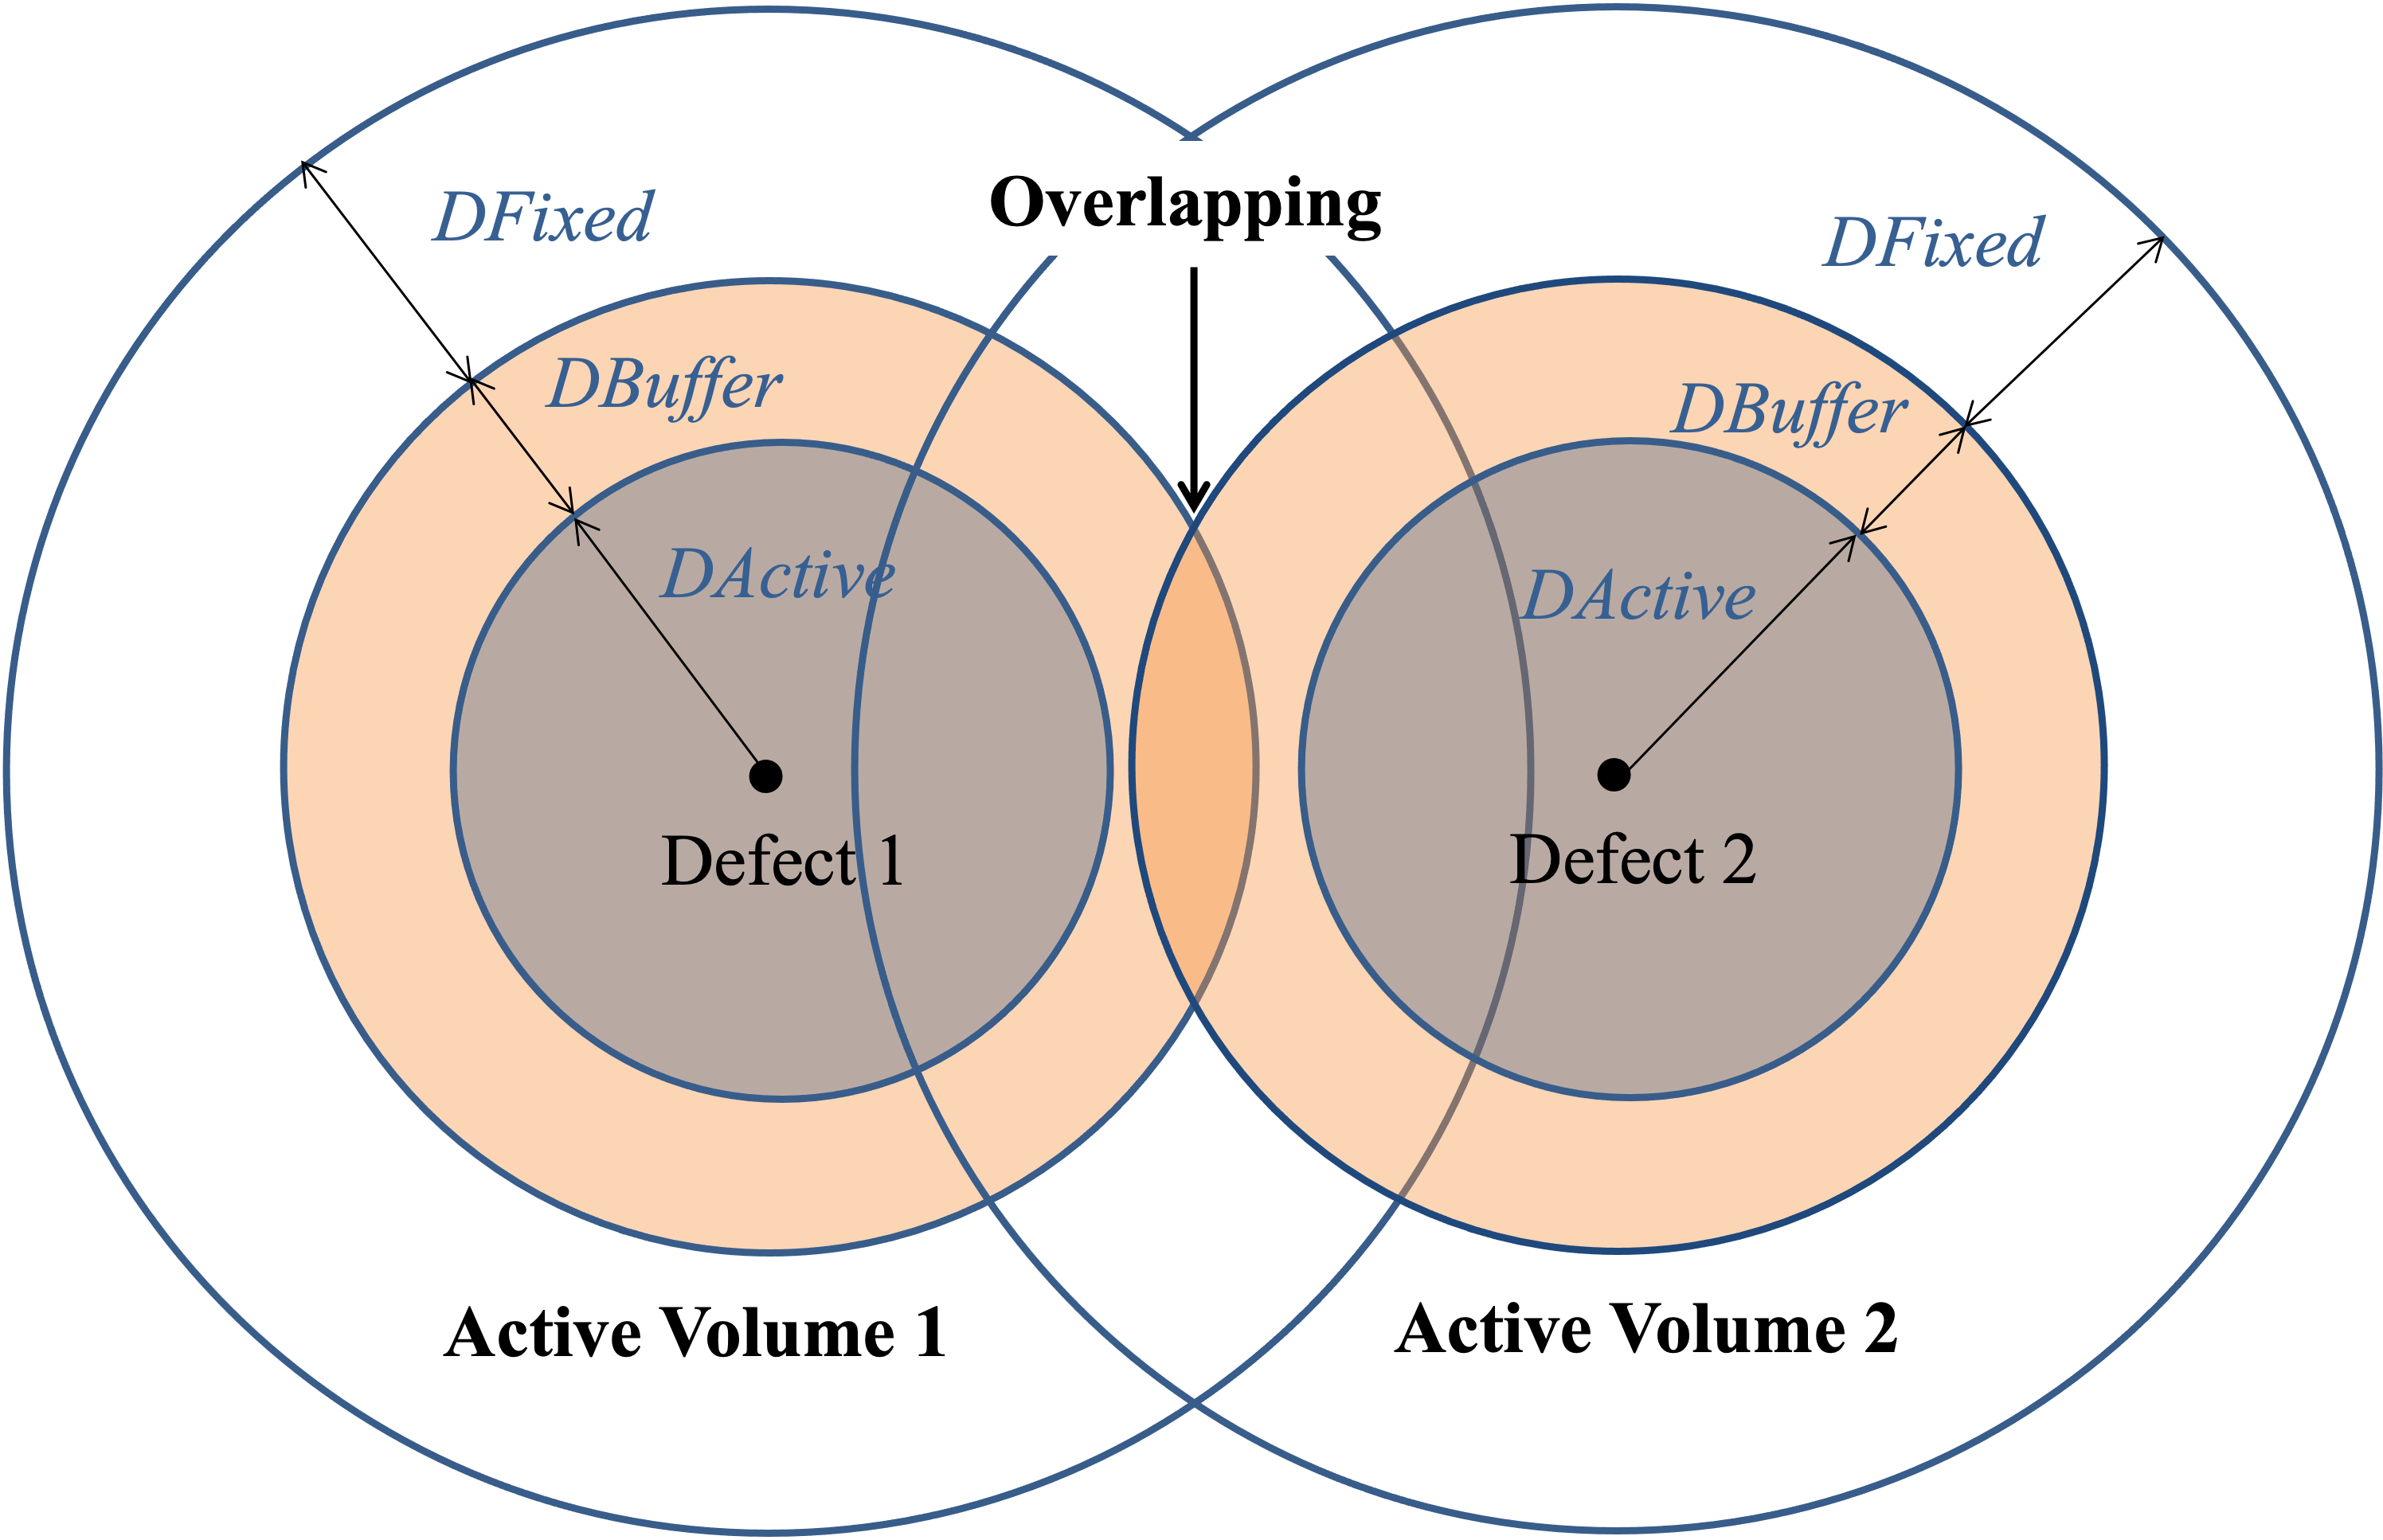 Overlapping
DFixed
DFixed
DBuffer
DBuffer
DActive
DActive
Defect 1
Defect 2
Active Volume 1
Active Volume 2